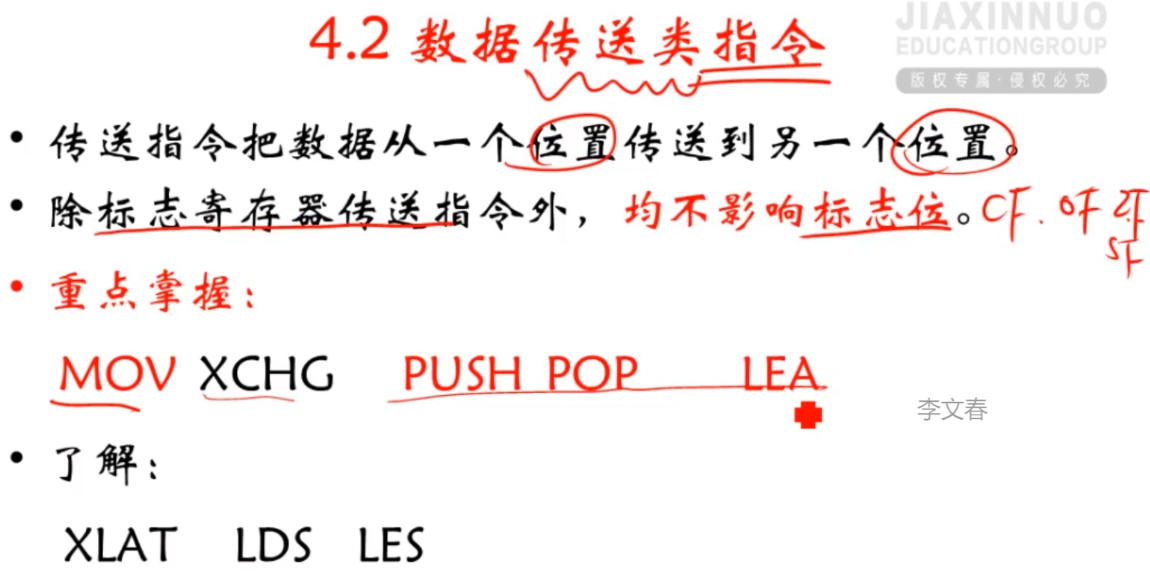 JIAXINNUO
EDUCATIONGROUP
版权专属·侵权必究
4.2 数据传送类指令
• 传送指令把数据从一个位置传送到另一个位置。
• 除标志寄存器传送指令外，均不影响标志位。CF. OF ZF
SF
• 重点掌握：
MOV XCHG PUSH POP LEA
李文春
• 了解：
XLAT LDS LES